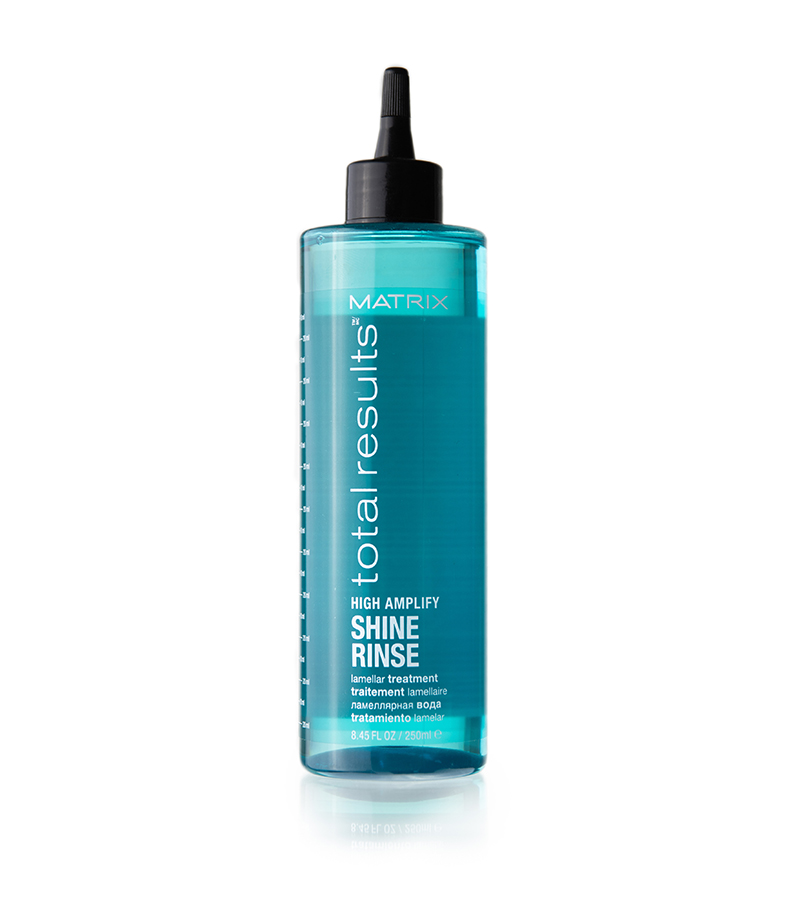 MATRIX
total results™
HIGH AMPLIFY
SHINE
RINSE
lamellar treatment
traitement lamellaire
ламеллярная вода
tratamiento lamelar
8.45 FL OZ / 250ml ℮